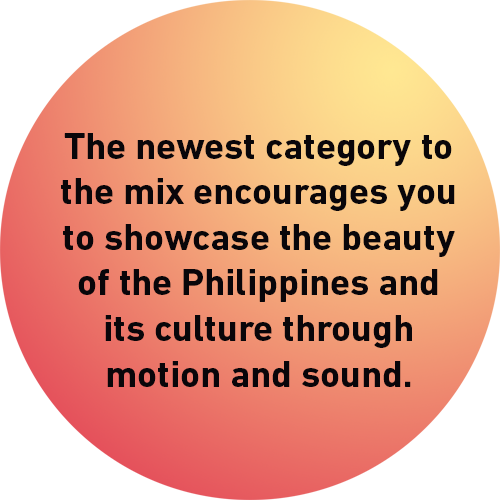 The newest category to
the mix encourages you
to showcase the beauty
of the Philippines and
its culture through
motion and sound.